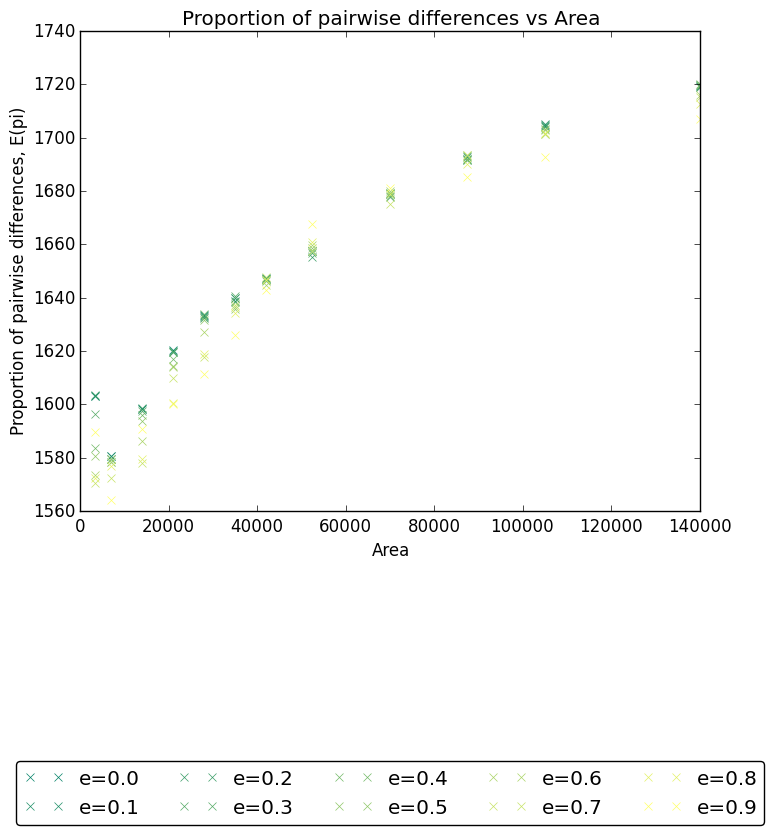 Proportion of pairwise differences vs Area
1740
1720
1700
1680
1660
1640
1620
1600
1580
1560
Proportion of pairwise differences, E(pi)
0 20000 40000 60000 80000 100000 120000 140000
Area
e=0.0 e=0.2 e=0.4 e=0.6 e=0.8
e=0.1 e=0.3 e=0.5 e=0.7 e=0.9